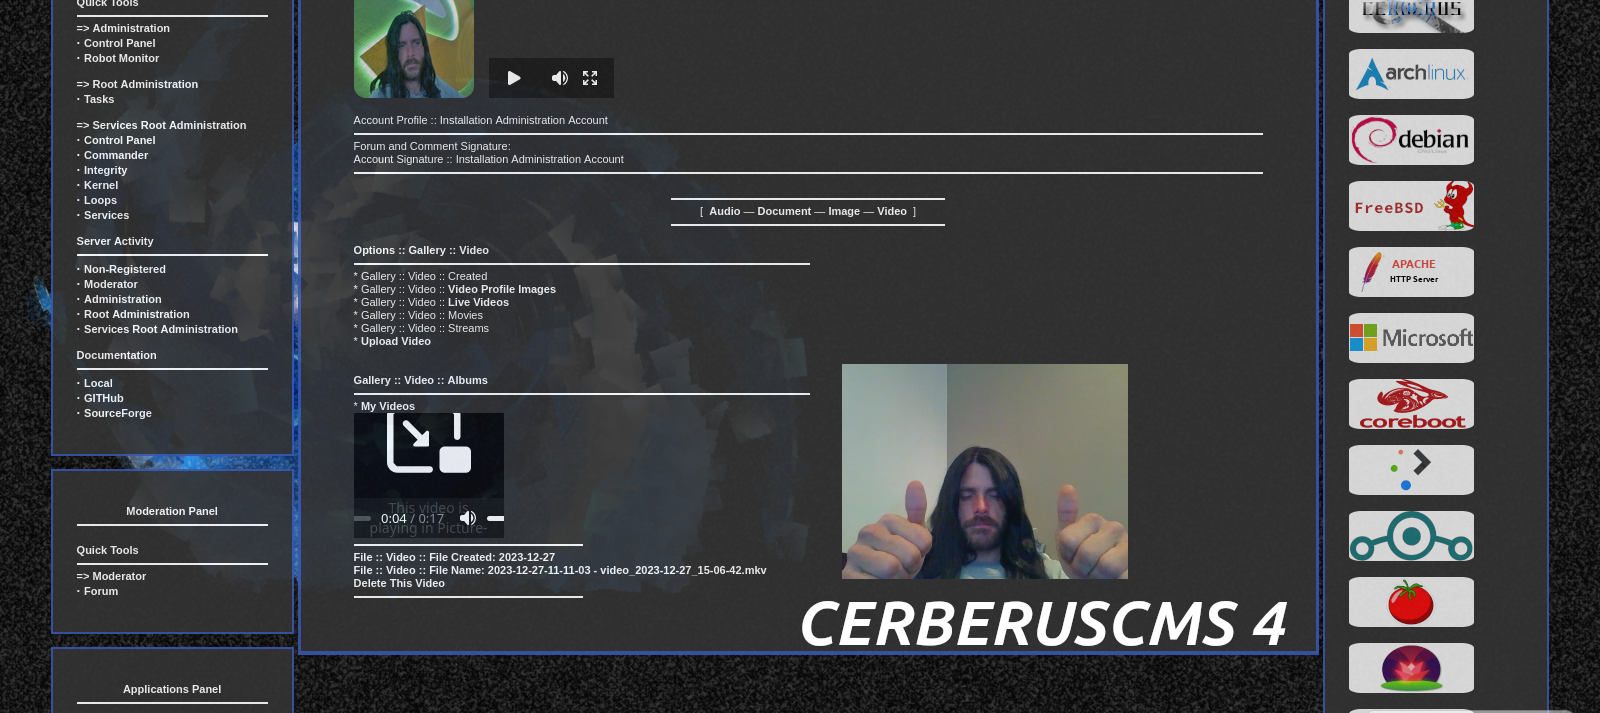 Quick Tools
=> Administration
· Control Panel
· Robot Monitor
=> Root Administration
· Tasks
=> Services Root Administration
· Control Panel
· Commander
· Integrity
· Kernel
· Loops
· Services
Server Activity
· Non-Registered
· Moderator
· Administration
· Root Administration
· Services Root Administration
Documentation
· Local
· GITHub
· SourceForge
Moderation Panel
Quick Tools
=> Moderator
· Forum
Applications Panel
Account Profile :: Installation Administration Account
Forum and Comment Signature:
Account Signature :: Installation Administration Account
[ Audio — Document — Image — Video ]
Options :: Gallery :: Video
* Gallery :: Video :: Created
* Gallery :: Video :: Video Profile Images
* Gallery :: Video :: Live Videos
* Gallery :: Video :: Movies
* Gallery :: Video :: Streams
* Upload Video
Gallery :: Video :: Albums
* My Videos
This video is
0:04 / 0:17
playing in Picture-
File :: Video :: File Created: 2023-12-27
File :: Video :: File Name: 2023-12-27-11-11-03 - video_2023-12-27_15-06-42.mkv
Delete This Video
CERBERUSCMS 4
CERBERUS
archlinux
debian
FreeBSD
APACHE
HTTP Server
Microsoft
coreboot